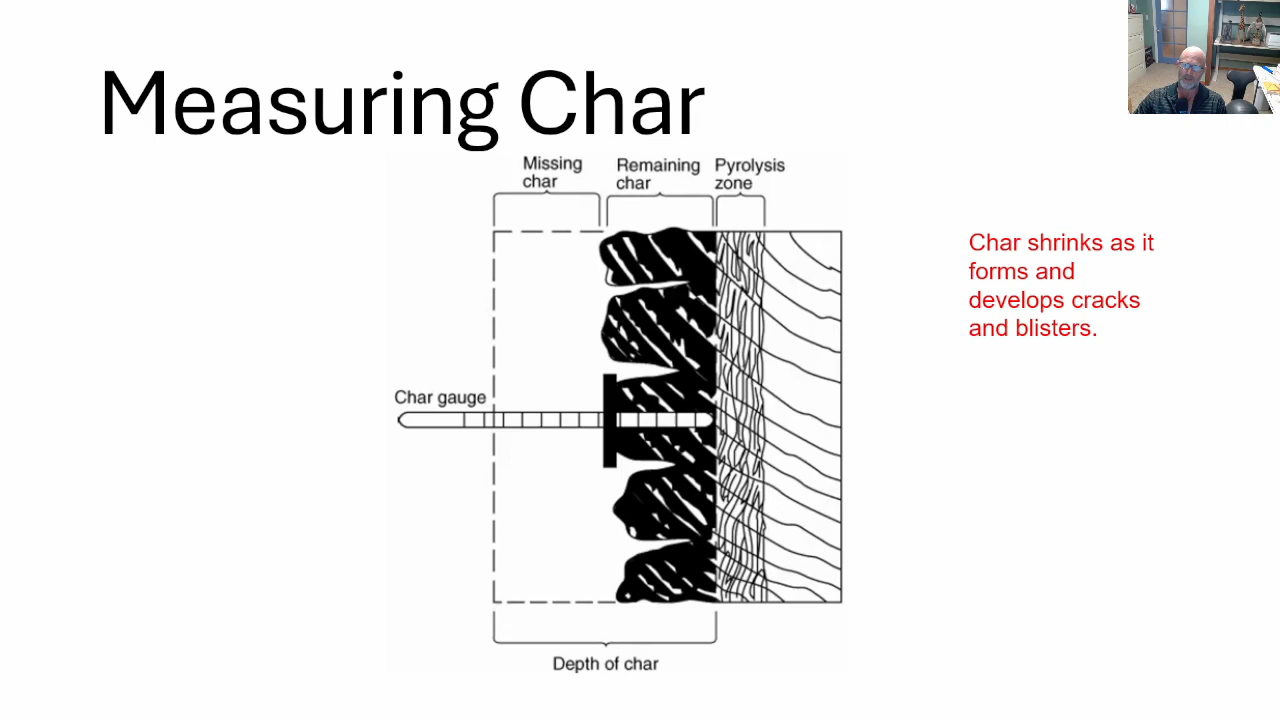 Measuring Char
Missing
char
Remaining
char
Pyrolysis
zone
Char shrinks as it
forms and
develops cracks
and blisters.
Char gauge
Depth of char